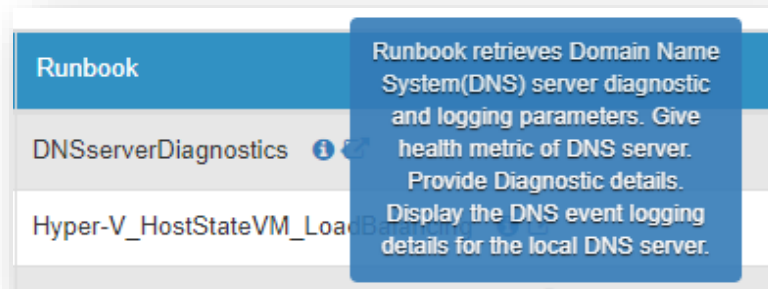 Runbook
DNSserverDiagnostics
Hyper-V_HostStateVM_LoadBalancing
Runbook retrieves Domain Name
System(DNS) server diagnostic
and logging parameters. Give
health metric of DNS server.
Provide Diagnostic details.
Display the DNS event logging
details for the local DNS server.